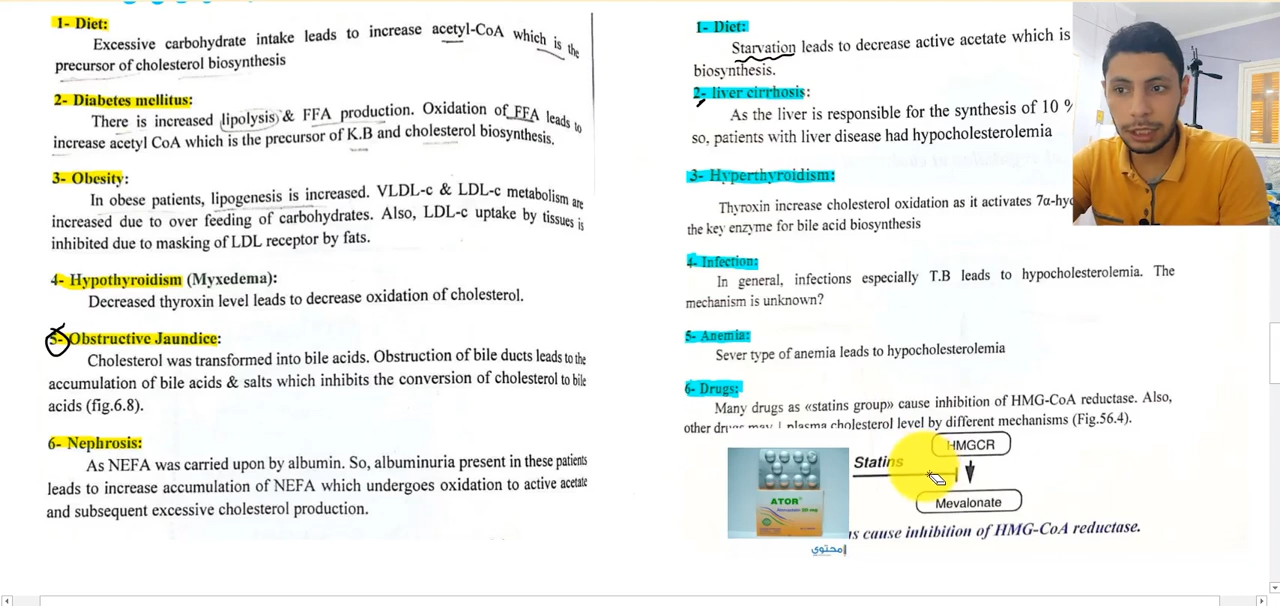 1- Diet:
Excessive carbohydrate intake leads to increase acetyl-CoA which is the
precursor of cholesterol biosynthesis
2- Diabetes mellitus:
There is increased lipolysis & FFA production. Oxidation of FFA leads to
increase acetyl CoA which is the precursor of K.B and cholesterol biosynthesis.
3- Obesity:
In obese patients, lipogenesis is increased. VLDL-c & LDL-c metabolism are
increased due to over feeding of carbohydrates. Also, LDL-c uptake by tissues is
inhibited due to masking of LDL receptor by fats.
4- Hypothyroidism (Myxedema):
Decreased thyroxin level leads to decrease oxidation of cholesterol.
5- Obstructive Jaundice:
Cholesterol was transformed into bile acids. Obstruction of bile ducts leads to the
accumulation of bile acids & salts which inhibits the conversion of cholesterol to bile
acids (fig.6.8).
6- Nephrosis:
As NEFA was carried upon by albumin. So, albuminuria present in these patients
leads to increase accumulation of NEFA which undergoes oxidation to active acetate
and subsequent excessive cholesterol production.
1- Diet:
Starvation leads to decrease active acetate which is
biosynthesis.
2- liver cirrhosis:
As the liver is responsible for the synthesis of 10 %
so, patients with liver disease had hypocholesterolemia
3- Hyperthyroidism:
Thyroxin increase cholesterol oxidation as it activates 7α-hy
the key enzyme for bile acid biosynthesis
4- Infection:
In general, infections especially T.B leads to hypocholesterolemia. The
mechanism is unknown?
5- Anemia:
Sever type of anemia leads to hypocholesterolemia
6- Drugs:
Many drugs as «statins group» cause inhibition of HMG-CoA reductase. Also,
other plasma cholesterol level by different mechanisms (Fig.56.4).
HMGCR
Statins
ATOR
Mevalonate
cause inhibition of HMG-CoA reductase.
محتوي